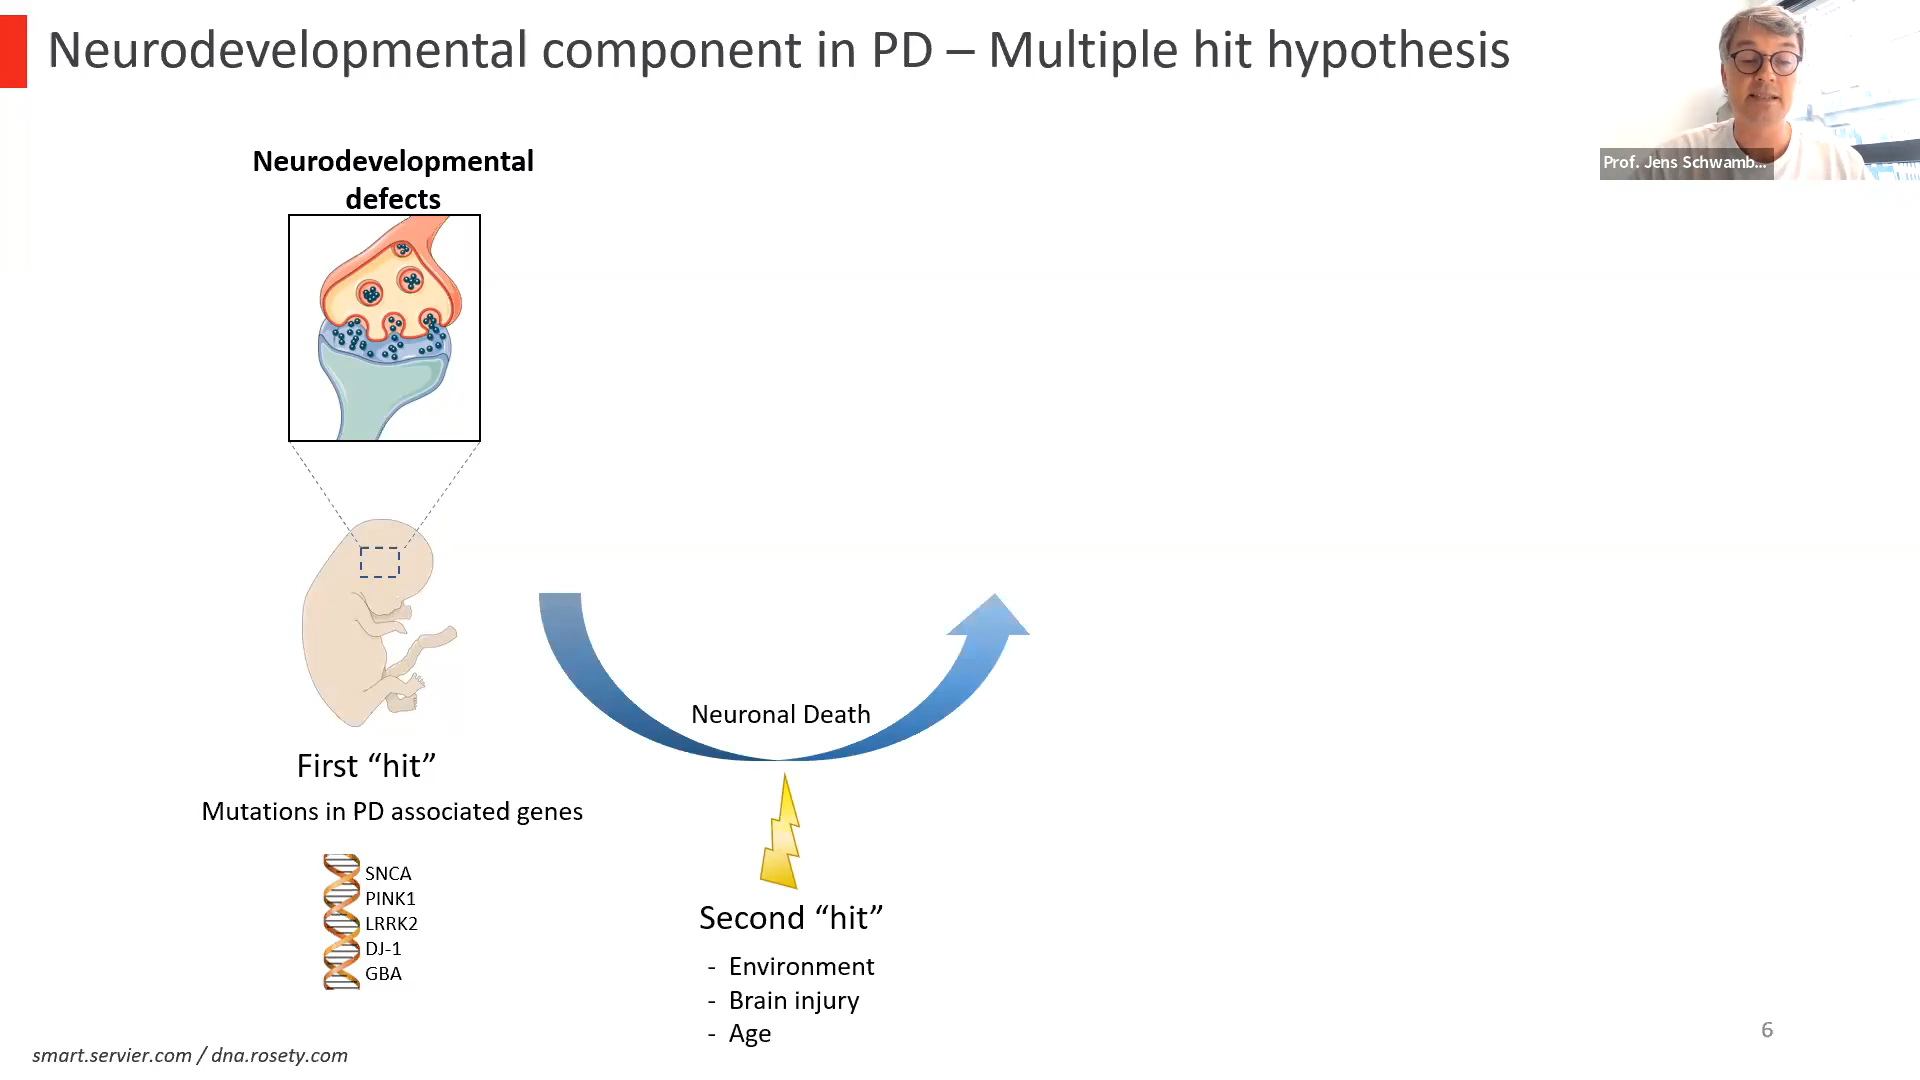 Neurodevelopmental component in PD – Multiple hit hypothesis
Prof. Jens Schwamb...
Neurodevelopmental
defects
Neuronal Death
First “hit”
Mutations in PD associated genes
SNCA
PINK1
LRRK2
DJ-1
GBA
Second “hit”
- Environment
- Brain injury
- Age
6
smart.servier.com / dna.rosety.com